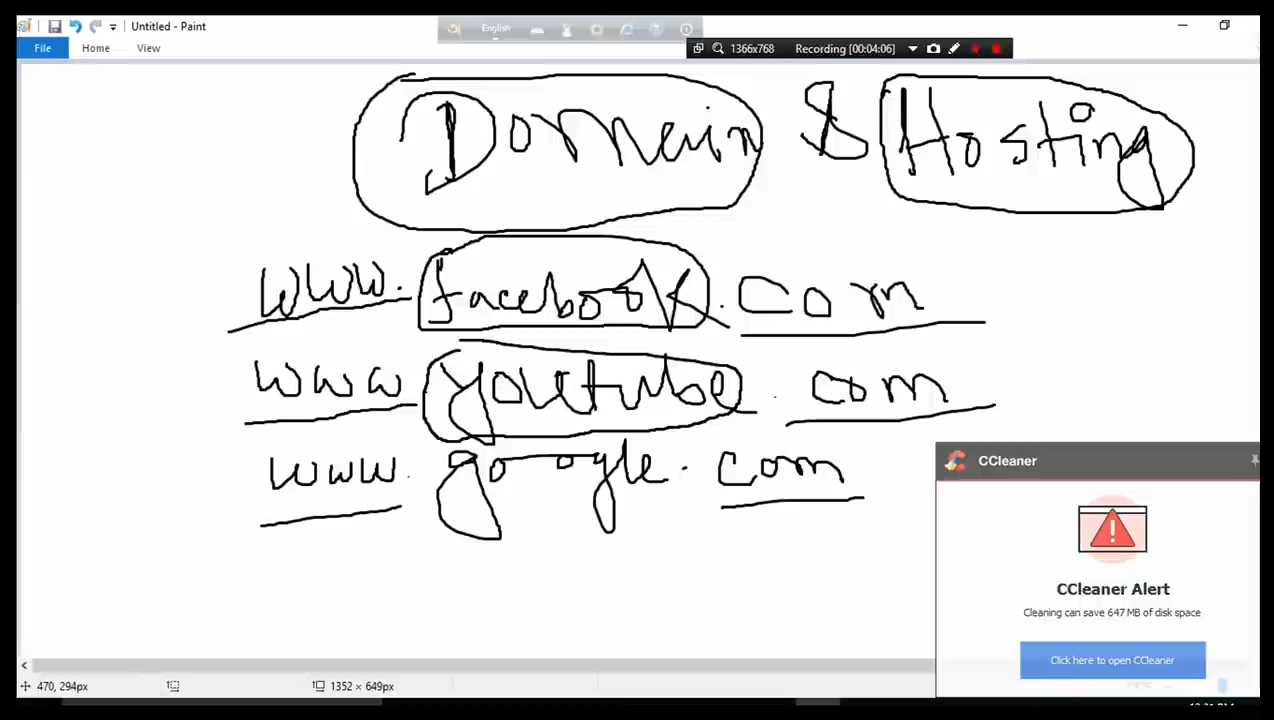 Untitled - Paint
English
File Home View
1366x768 Recording [00:04:06]
Domain & Hosting
www. facebook . com
www youtube . com
www. google . com
CCleaner
CCleaner Alert
Cleaning can save 647 MB of disk space
Click here to open CCleaner
470, 294px 1352 × 649px